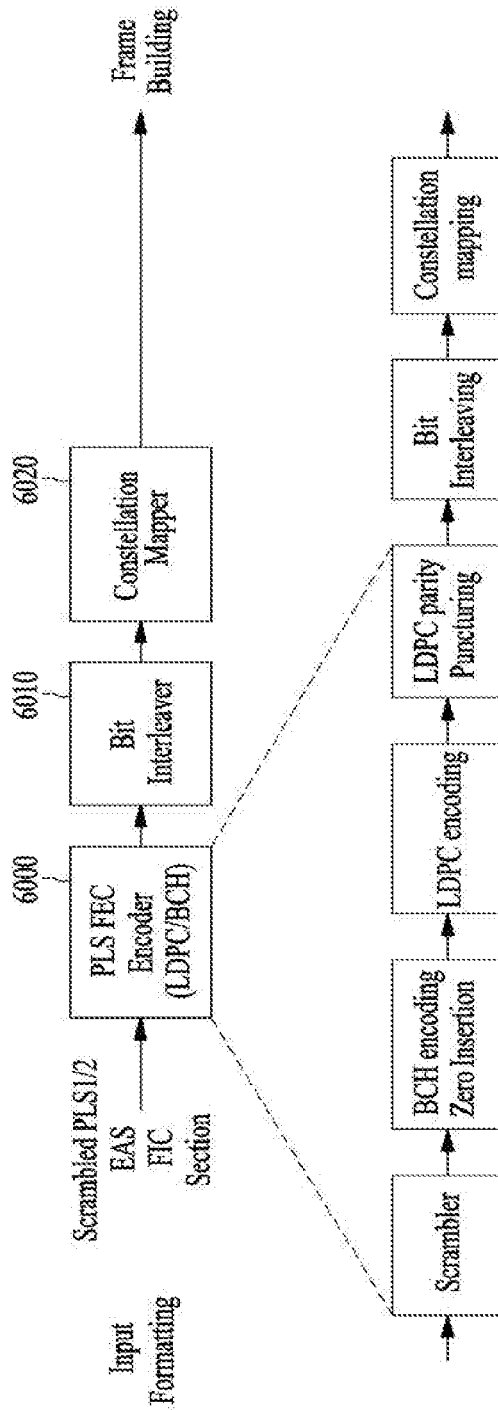 Input
Formatting
Scrambled PLS1/2
EAS
FIC
Section
6000
PLS FEC
Encoder
(LDPC/BCH)
6010
Bit
Interleaver
6020
Constellation
Mapper
Frame
Building
Scrambler
BCH encoding
Zero Insertion
LDPC encoding
LDPC parity
Puncturing
Bit
Interleaving
Constellation
mapping